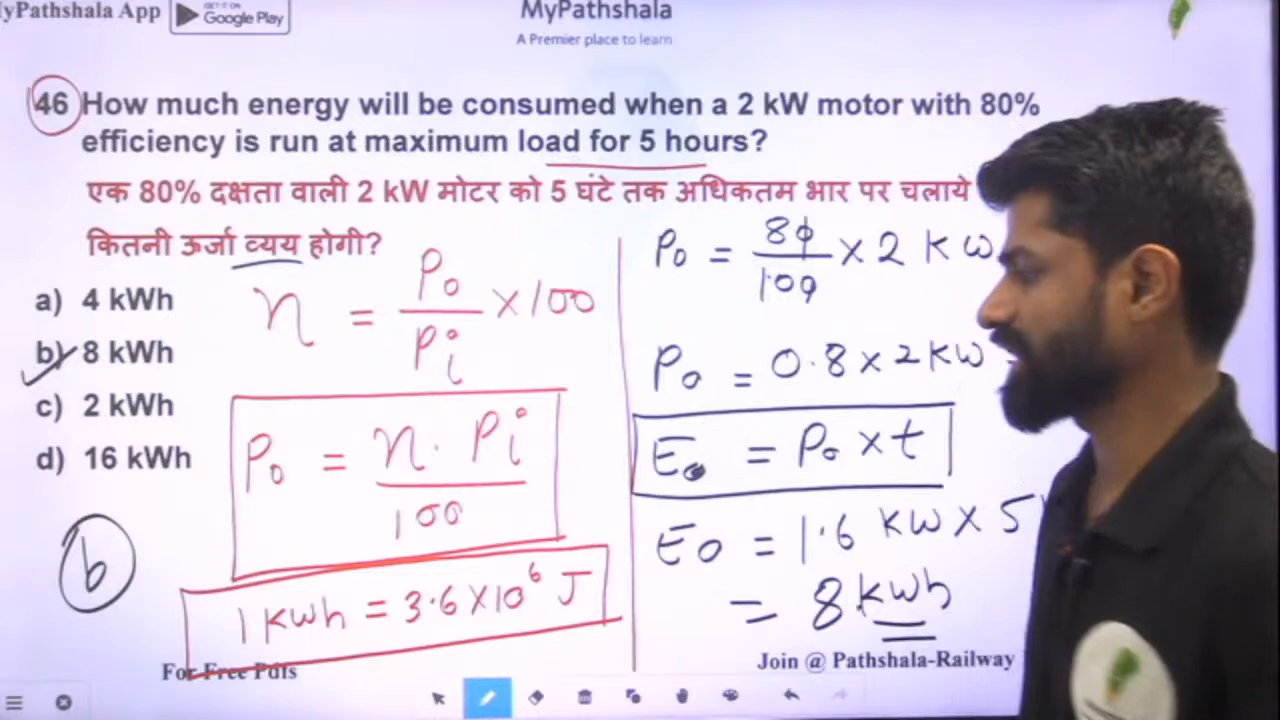 MyPathshala App
GET IT ON
Google Play
MyPathshala
A Premier place to learn
46 How much energy will be consumed when a 2 kW motor with 80%
efficiency is run at maximum load for 5 hours?
एक 80% दक्षता वाली 2 kW मोटर को 5 घंटे तक अधिकतम भार पर चलाये
कितनी ऊर्जा व्यय होगी?
a) 4 kWh
b) 8 kWh
c) 2 kWh
d) 16 kWh
b
η = Po/Pi × 100
Po = η · Pi / 100
1 kwh = 3.6 × 10⁶ J
Po = 80/100 × 2 KW
Po = 0.8 × 2 KW
Eo = Po × t
Eo = 1.6 KW × 5
= 8 kwh
For Free Pdfs
Join @ Pathshala-Railway